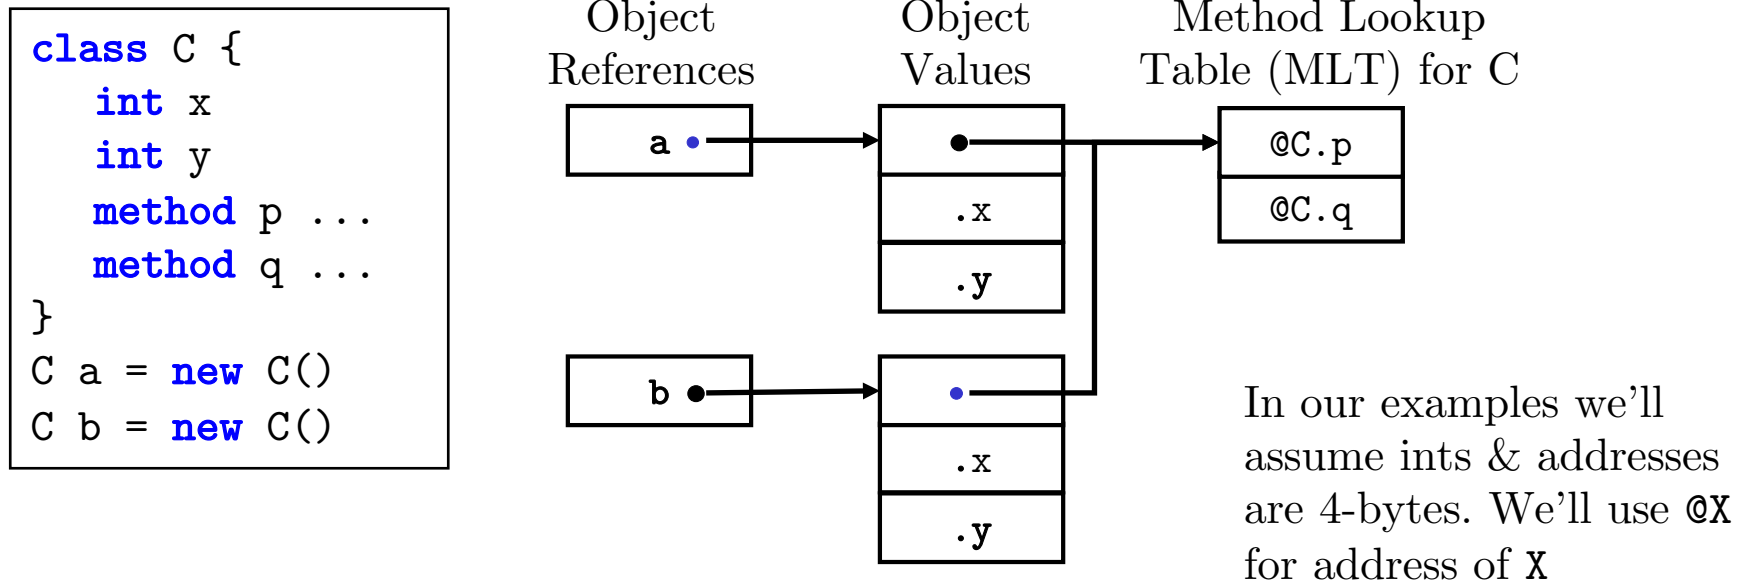 class C {
int x
int y
method p ...
method q ...
}
C a = new C()
C b = new C()
Object
References
Object
Values
Method Lookup
Table (MLT) for C
a
.x
.y
@C.p
@C.q
b
.x
.y
In our examples we'll
assume ints & addresses
are 4-bytes. We'll use @X
for address of X